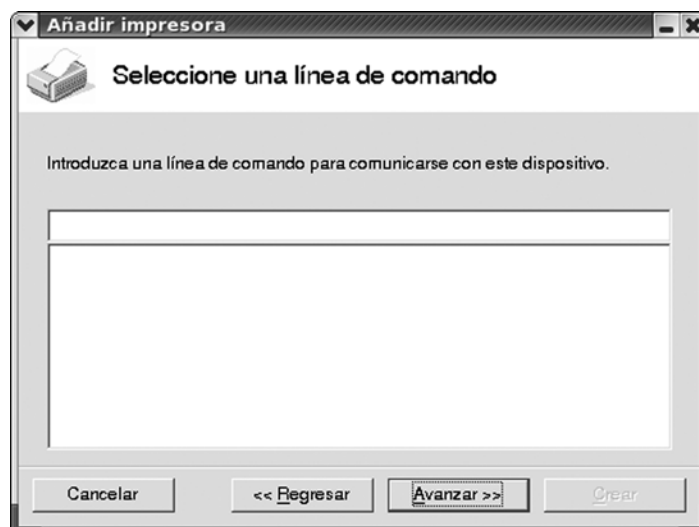 Añadir impresora
Seleccione una línea de comando
Introduzca una línea de comando para comunicarse con este dispositivo.
Cancelar
<< Regresar
Avanzar >>
Crear